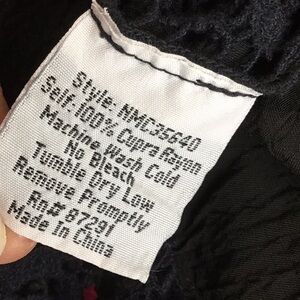 Style: NMC35640
Self: 100% Cupra Rayon
Machine Wash Cold
No Bleach
Tumble Dry Low
Remove Promptly
Rn# 87291
Made In China